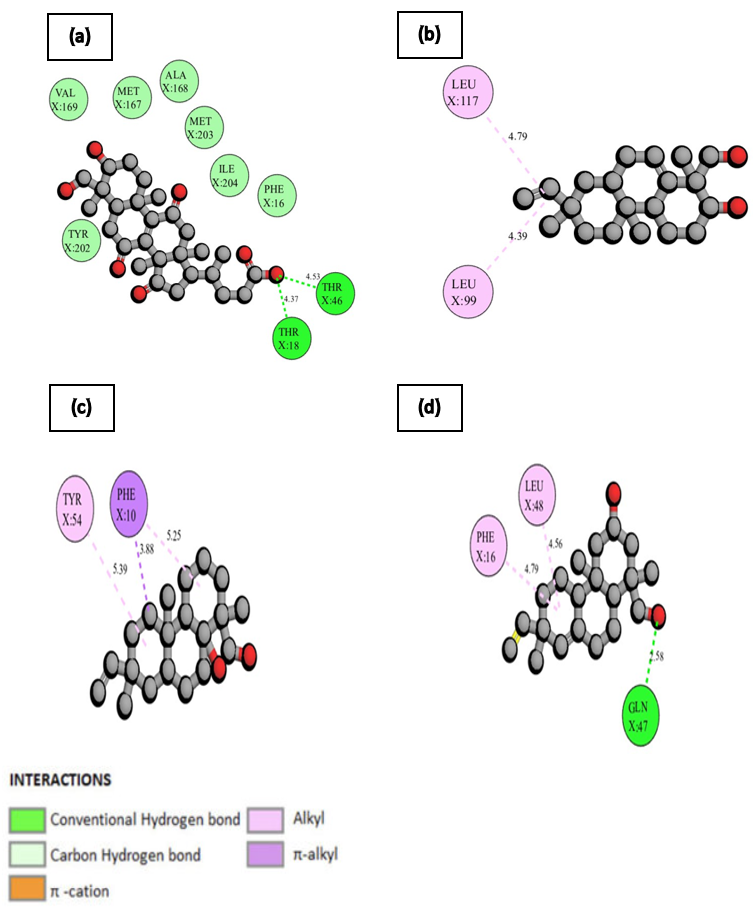 (a)
(b)
VAL
X:169
MET
X:167
ALA
X:168
MET
X:203
ILE
X:204
PHE
X:16
TYR
X:202
4.53
4.37
THR
X:46
THR
X:18
LEU
X:117
4.79
4.39
LEU
X:99
(c)
(d)
TYR
X:54
PHE
X:10
5.25
3.88
5.39
LEU
X:48
PHE
X:16
4.56
4.79
2.58
GLN
X:47
INTERACTIONS
Conventional Hydrogen bond
Alkyl
Carbon Hydrogen bond
π-alkyl
π -cation